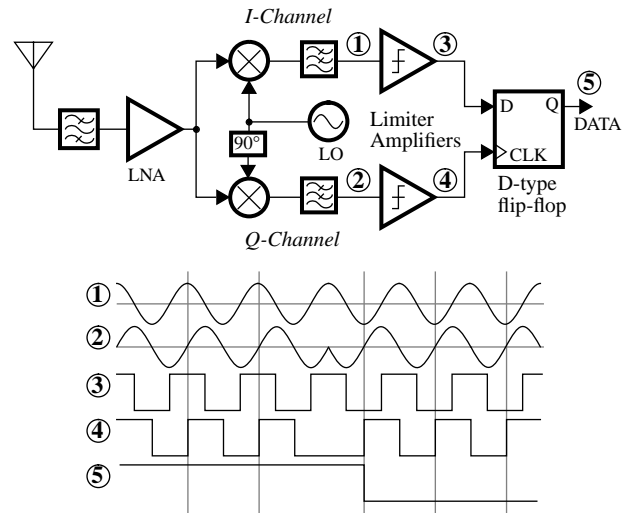 I-Channel
① ③
⑤
D Q
DATA
CLK
LNA
90°
LO
Limiter
Amplifiers
② ④
D-type
flip-flop
Q-Channel
①
②
③
④
⑤